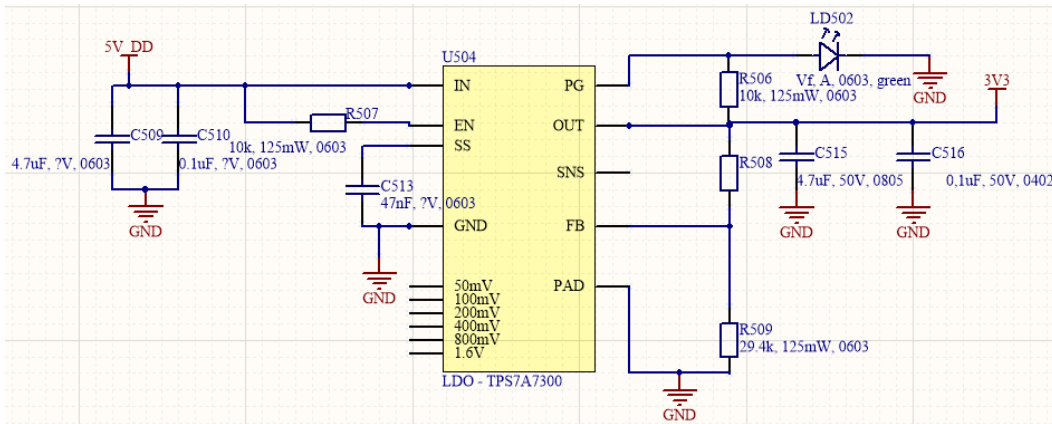 LD502
5V_DD
U504
Vf, A, 0603, green
GND
3V3
IN
PG
R506
10k, 125mW, 0603
C509
4.7uF, ?V, 0603
C510
0.1uF, ?V, 0603
R507
10k, 125mW, 0603
EN
OUT
SS
SNS
R508
C515
4.7uF, 50V, 0805
C516
0,1uF, 50V, 0402
C513
47nF, ?V, 0603
GND
GND
FB
GND
GND
GND
50mV
100mV
200mV
400mV
800mV
1.6V
PAD
R509
29.4k, 125mW, 0603
LDO - TPS7A7300
GND